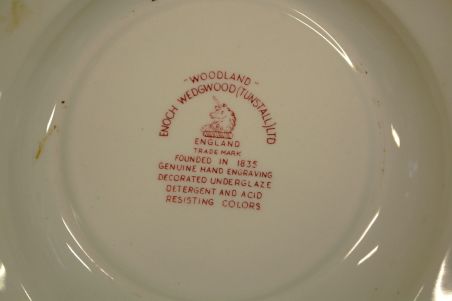 - WOODLAND -
ENOCH WEDGWOOD (TUNSTALL) LTD
ENGLAND
TRADE MARK
FOUNDED IN 1835
GENUINE HAND ENGRAVING
DECORATED UNDERGLAZE
DETERGENT AND ACID
RESISTING COLORS